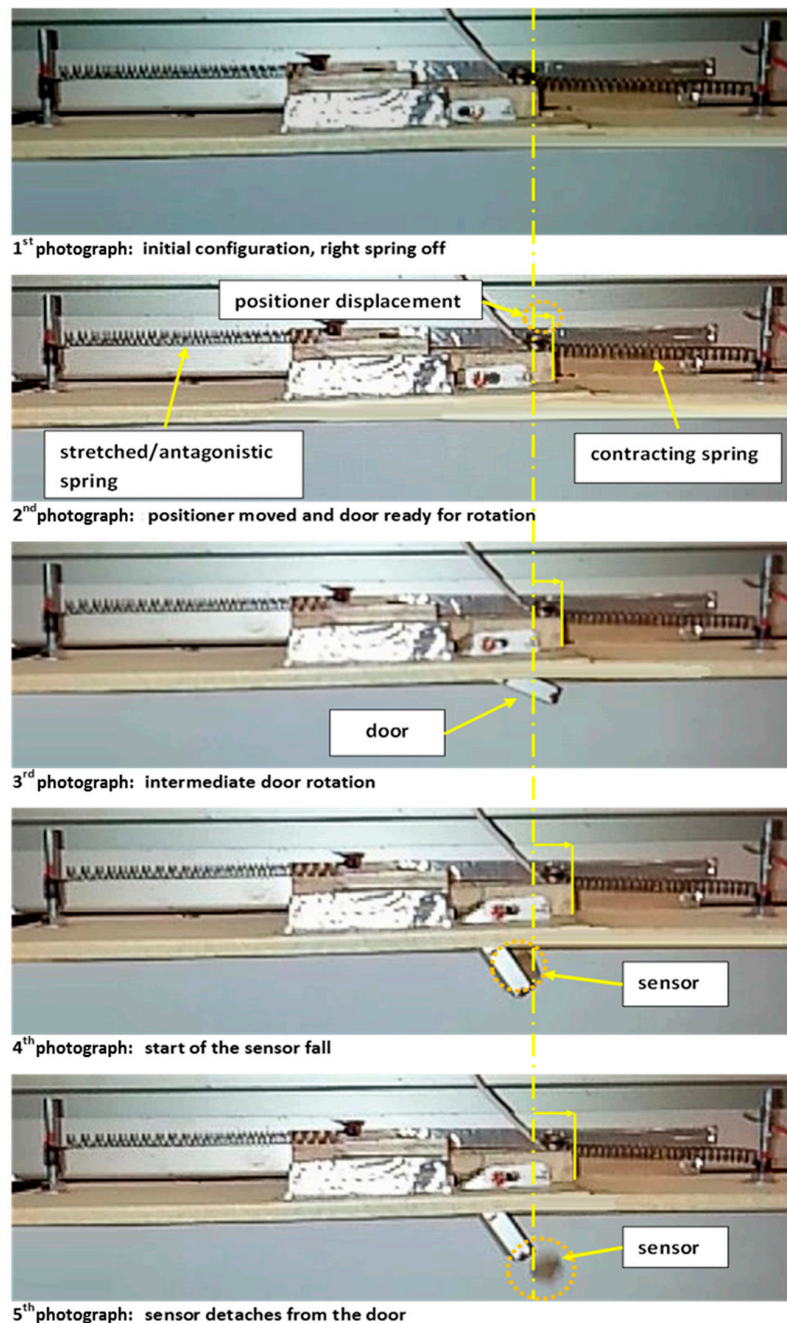 1st photograph: initial configuration, right spring off
positioner displacement
stretched/antagonistic
spring
contracting spring
2nd photograph: positioner moved and door ready for rotation
door
3rd photograph: intermediate door rotation
sensor
4th photograph: start of the sensor fall
sensor
5th photograph: sensor detaches from the door